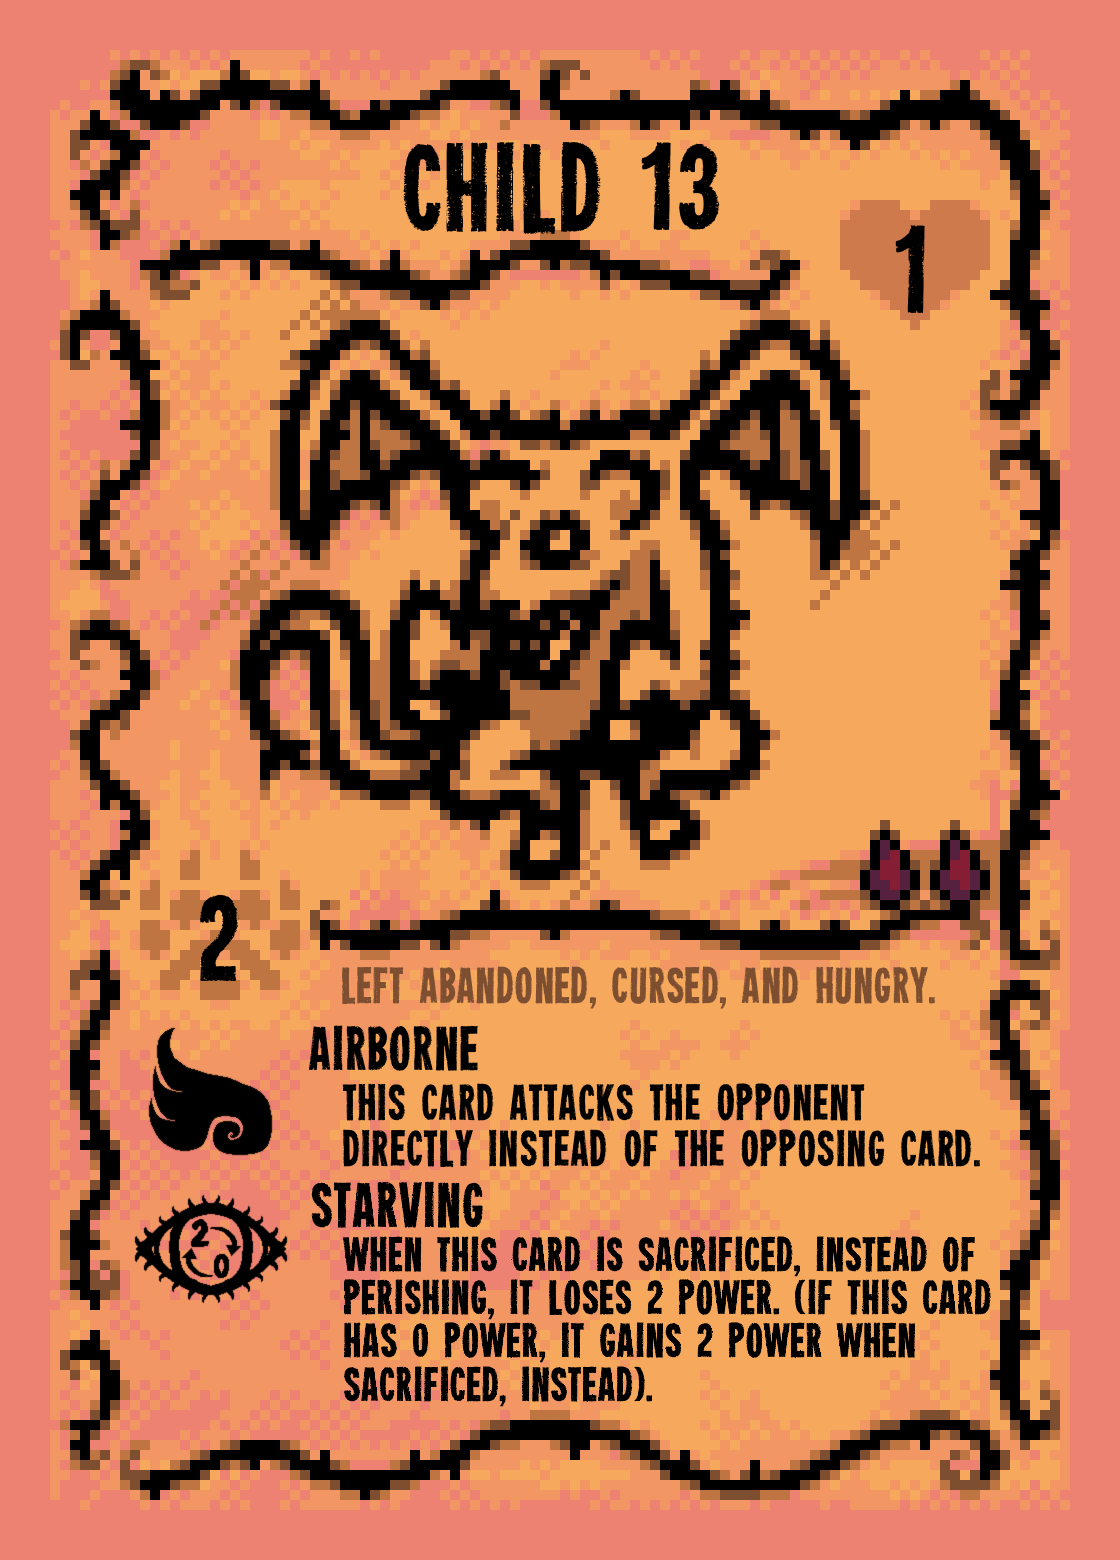 CHILD 13
1
2
LEFT ABANDONED, CURSED, AND HUNGRY.
AIRBORNE
THIS CARD ATTACKS THE OPPONENT
DIRECTLY INSTEAD OF THE OPPOSING CARD.
STARVING
2
0
WHEN THIS CARD IS SACRIFICED, INSTEAD OF
PERISHING, IT LOSES 2 POWER. (IF THIS CARD
HAS 0 POWER, IT GAINS 2 POWER WHEN
SACRIFICED, INSTEAD).